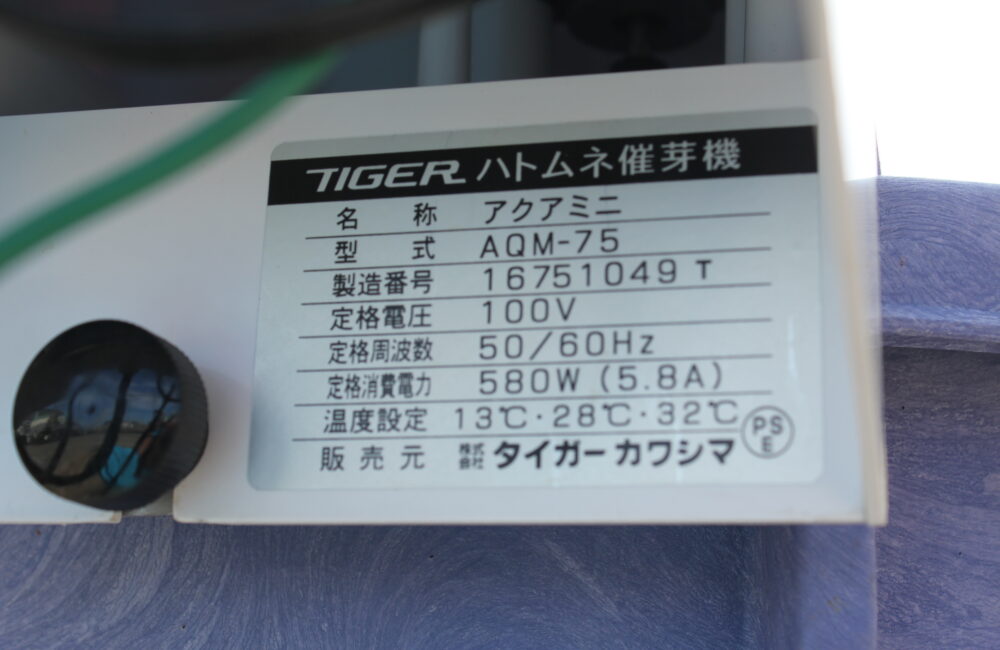 TIGER ハトムネ催芽機
名称 アクアミニ
型式 AQM-75
製造番号 16751049 T
定格電圧 100V
定格周波数 50/60Hz
定格消費電力 580W (5.8A)
温度設定 13℃・28℃・32℃
PSE
販売元 株式会社 タイガーカワシマ